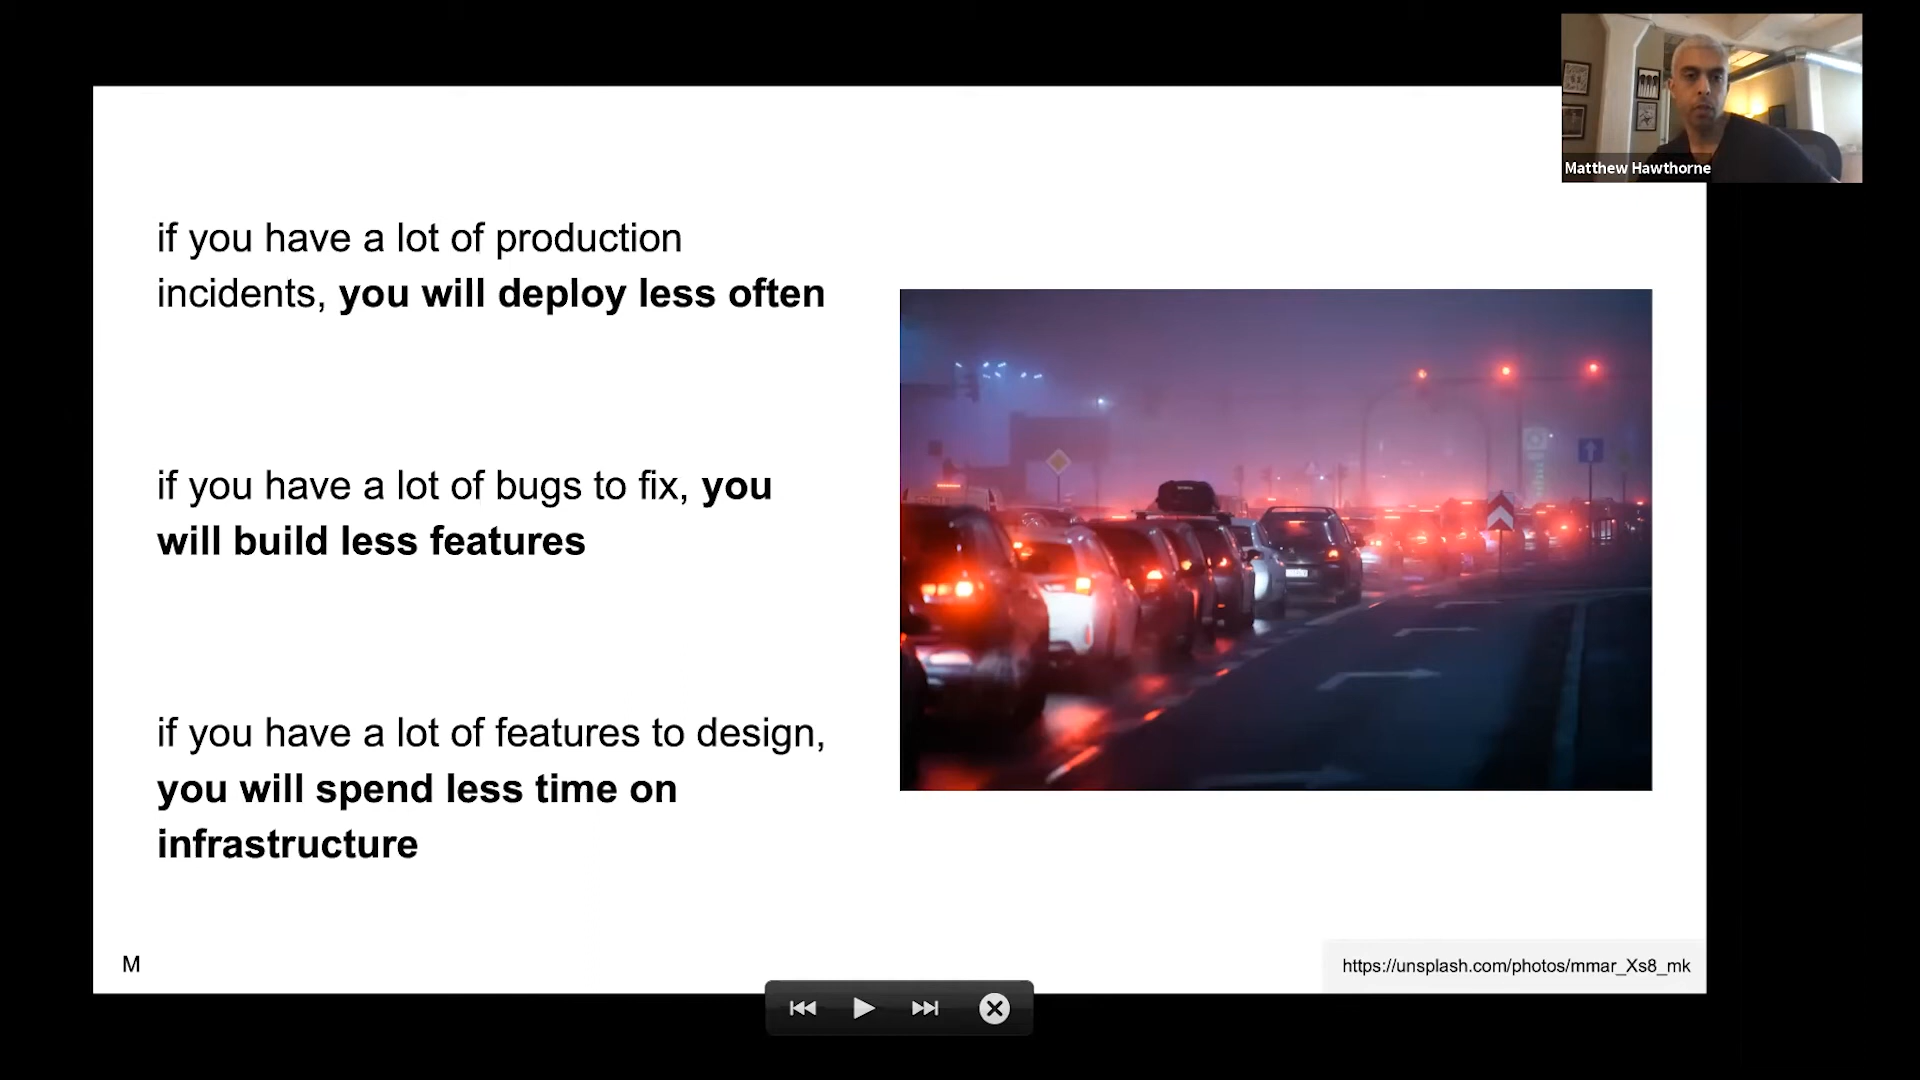 Matthew Hawthorne
if you have a lot of production
incidents, you will deploy less often
if you have a lot of bugs to fix, you
will build less features
if you have a lot of features to design,
you will spend less time on
infrastructure
M
https://unsplash.com/photos/mmar_Xs8_mk